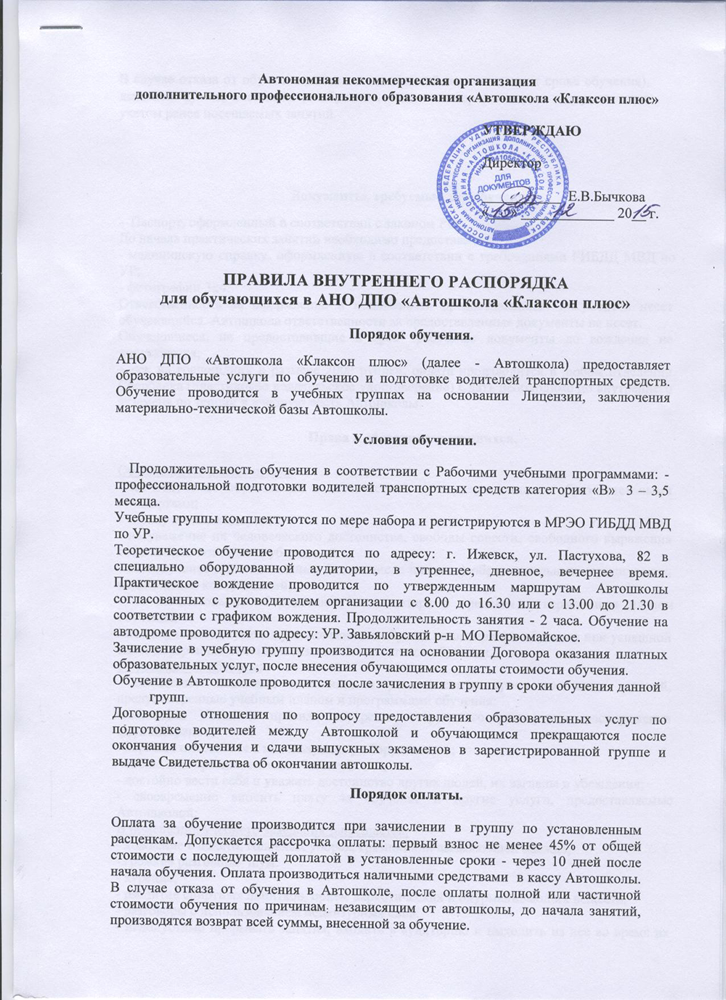 Автономная некоммерческая организация
дополнительного профессионального образования «Автошкола «Клаксон плюс»
УТВЕРЖДАЮ
Директор
Е.В.Бычкова
«15» 12 2015г.
ДЛЯ
ДОКУМЕНТОВ
ПРАВИЛА ВНУТРЕННЕГО РАСПОРЯДКА
для обучающихся в АНО ДПО «Автошкола «Клаксон плюс»
Порядок обучения.
АНО ДПО «Автошкола «Клаксон плюс» (далее - Автошкола) предоставляет
образовательные услуги по обучению и подготовке водителей транспортных средств.
Обучение проводится в учебных группах на основании Лицензии, заключения
материально-технической базы Автошколы.
Условия обучении.
Продолжительность обучения в соответствии с Рабочими учебными программами: -
профессиональной подготовки водителей транспортных средств категория «В» 3 – 3,5
месяца.
Учебные группы комплектуются по мере набора и регистрируются в МРЭО ГИБДД МВД
по УР.
Теоретическое обучение проводится по адресу: г. Ижевск, ул. Пастухова, 82 в
специально оборудованной аудитории, в утреннее, дневное, вечернее время.
Практическое вождение проводится по утвержденным маршрутам Автошколы
согласованных с руководителем организации с 8.00 до 16.30 или с 13.00 до 21.30 в
соответствии с графиком вождения. Продолжительность занятия - 2 часа. Обучение на
автодроме проводится по адресу: УР. Завьяловский р-н МО Первомайское.
Зачисление в учебную группу производится на основании Договора оказания платных
образовательных услуг, после внесения обучающимся оплаты стоимости обучения.
Обучение в Автошколе проводится после зачисления в группу в сроки обучения данной
групп.
Договорные отношения по вопросу предоставления образовательных услуг по
подготовке водителей между Автошколой и обучающимся прекращаются после
окончания обучения и сдачи выпускных экзаменов в зарегистрированной группе и
выдаче Свидетельства об окончании автошколы.
Порядок оплаты.
Оплата за обучение производится при зачислении в группу по установленным
расценкам. Допускается рассрочка оплаты: первый взнос не менее 45% от общей
стоимости с последующей доплатой в установленные сроки - через 10 дней после
начала обучения. Оплата производиться наличными средствами в кассу Автошколы.
В случае отказа от обучения в Автошколе, после оплаты полной или частичной
стоимости обучения по причинам: независящим от автошколы, до начала занятий,
производятся возврат всей суммы, внесенной за обучение.